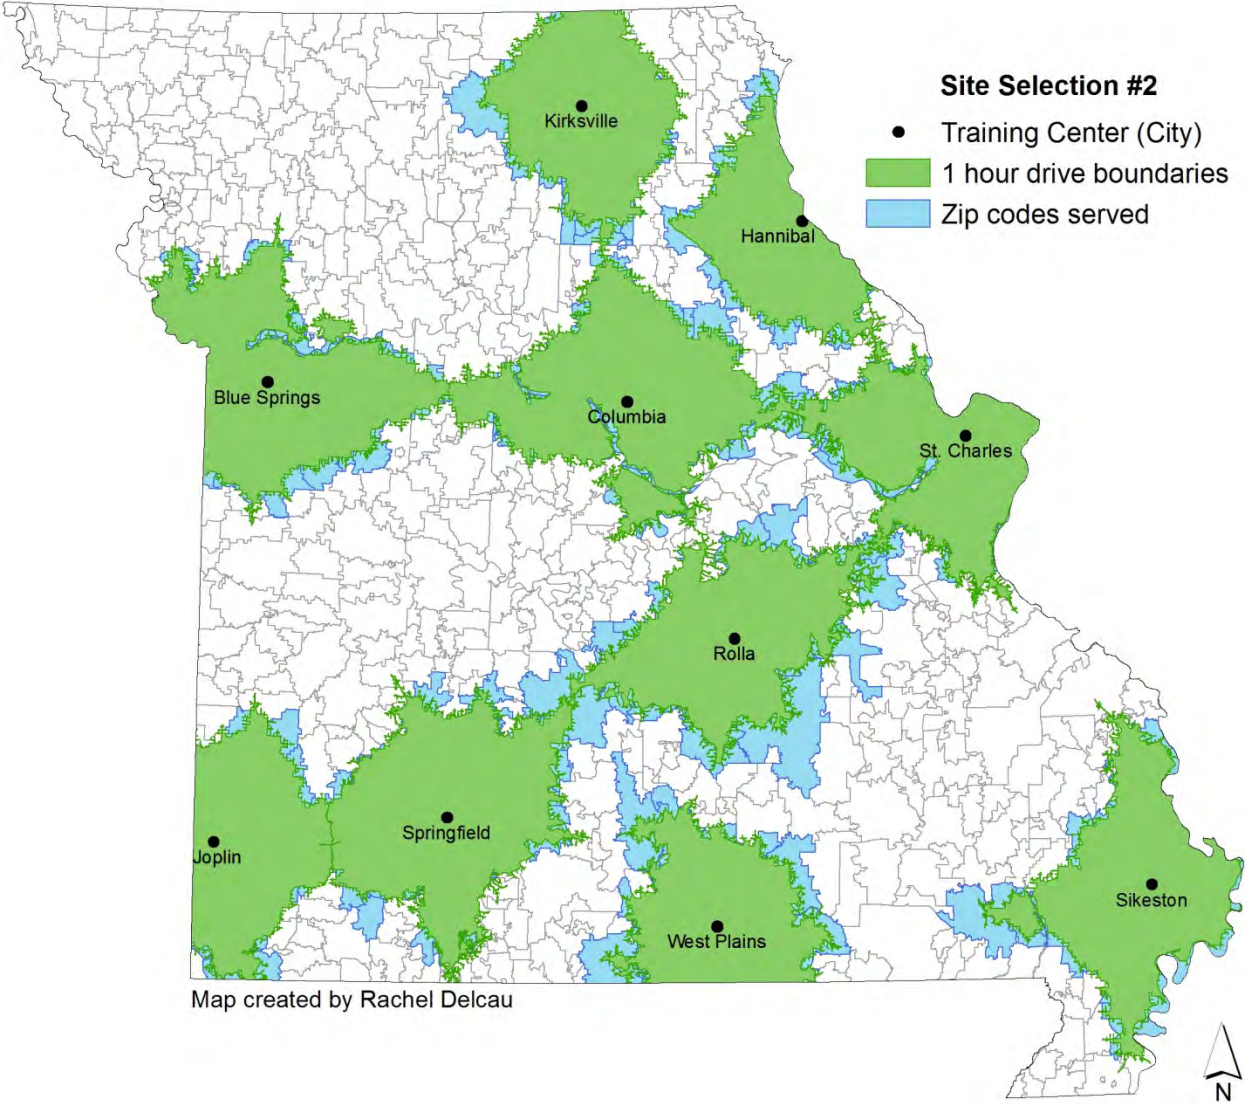 Site Selection #2
Training Center (City)
1 hour drive boundaries
Zip codes served
Kirksville
Hannibal
Blue Springs
Columbia
St. Charles
Rolla
Springfield
Joplin
Sikeston
West Plains
Map created by Rachel Delcau
N